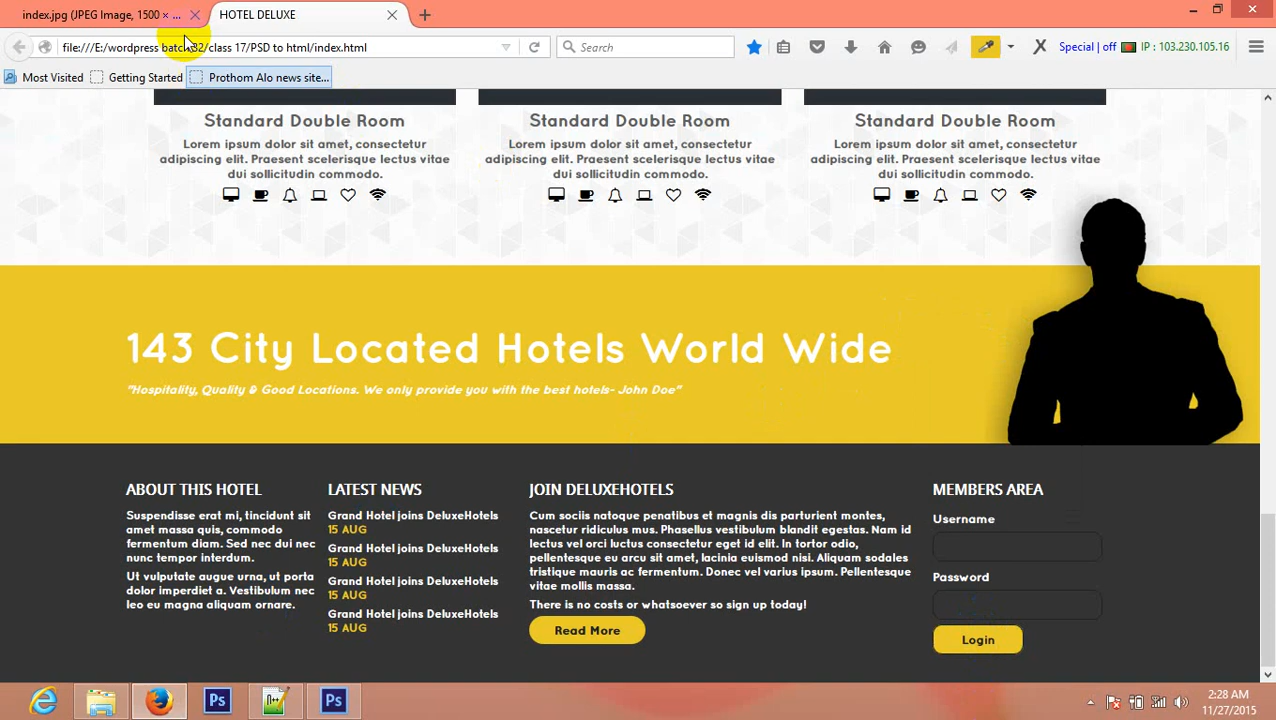 index.jpg (JPEG Image, 1500 × ...
HOTEL DELUXE
file:///E:/wordpress batch 32/class 17/PSD to html/index.html
Search
Special | off
IP : 103.230.105.16
Most Visited
Getting Started
Prothom Alo news site...
Standard Double Room
Lorem ipsum dolor sit amet, consectetur
adipiscing elit. Praesent scelerisque lectus vitae
dui sollicitudin commodo.
Standard Double Room
Lorem ipsum dolor sit amet, consectetur
adipiscing elit. Praesent scelerisque lectus vitae
dui sollicitudin commodo.
Standard Double Room
Lorem ipsum dolor sit amet, consectetur
adipiscing elit. Praesent scelerisque lectus vitae
dui sollicitudin commodo.
143 City Located Hotels World Wide
"Hospitality, Quality & Good Locations. We only provide you with the best hotels- John Doe"
ABOUT THIS HOTEL
Suspendisse erat mi, tincidunt sit
amet massa quis, commodo
fermentum diam. Sed nec dui nec
nunc tempor interdum.
Ut vulputate augue urna, ut porta
dolor imperdiet a. Vestibulum nec
leo eu magna aliquam ornare.
LATEST NEWS
Grand Hotel joins DeluxeHotels
15 AUG
Grand Hotel joins DeluxeHotels
15 AUG
Grand Hotel joins DeluxeHotels
15 AUG
Grand Hotel joins DeluxeHotels
15 AUG
JOIN DELUXEHOTELS
Cum sociis natoque penatibus et magnis dis parturient montes,
nascetur ridiculus mus. Phasellus vestibulum blandit egestas. Nam id
lectus vel orci luctus consectetur eget id elit. In tortor odio,
pellentesque eu arcu sit amet, lacinia euismod nisi. Aliquam sodales
tristique mauris ac fermentum. Donec vel varius ipsum. Pellentesque
vitae mollis massa.
There is no costs or whatsoever so sign up today!
Read More
MEMBERS AREA
Username
Password
Login
Ps
Ps
2:28 AM
11/27/2015